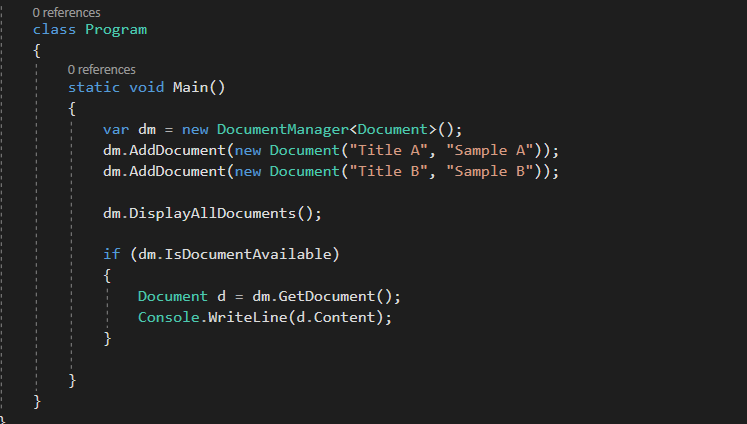 0 references
class Program
{
0 references
static void Main()
{
var dm = new DocumentManager<Document>();
dm.AddDocument(new Document("Title A", "Sample A"));
dm.AddDocument(new Document("Title B", "Sample B"));
dm.DisplayAllDocuments();
if (dm.IsDocumentAvailable)
{
Document d = dm.GetDocument();
Console.WriteLine(d.Content);
}
}
}
}